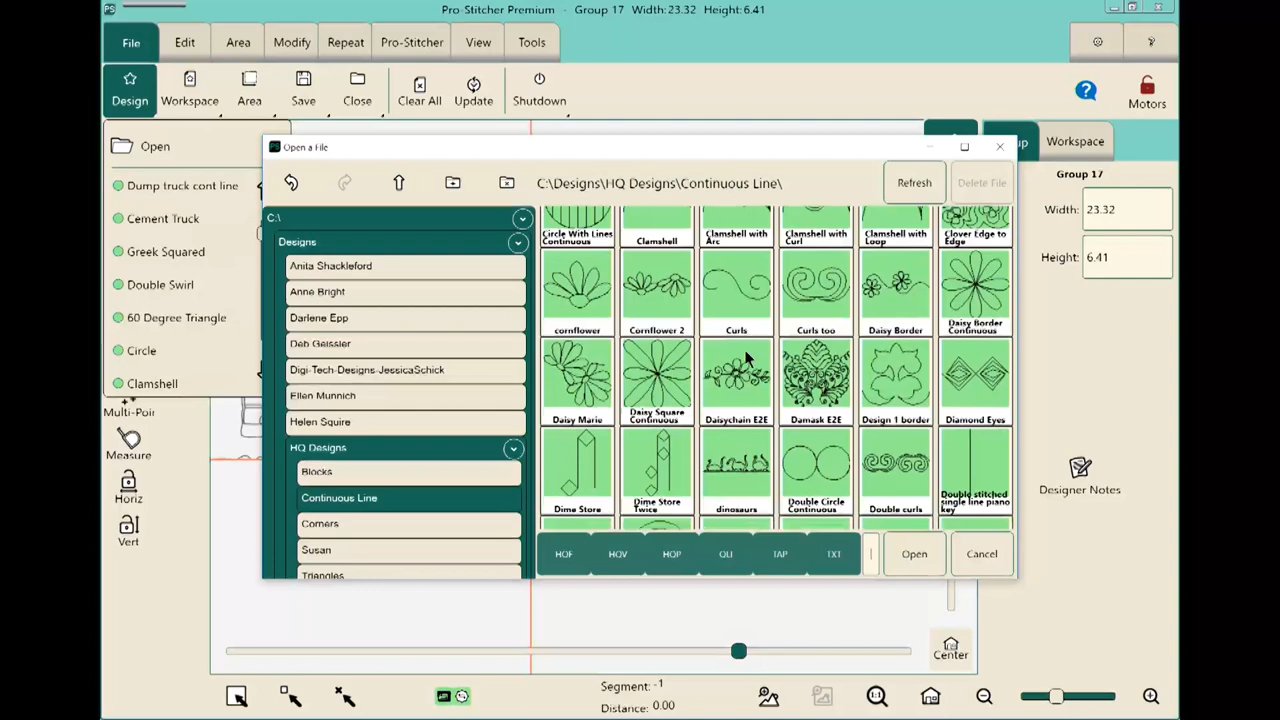 Pro-Stitcher Premium - Group 17 Width:23.32 Height:6.41
File Edit Area Modify Repeat Pro-Stitcher View Tools
Design Workspace Area Save Close Clear All Update Shutdown Motors
Open
Dump truck cont line
Cement Truck
Greek Squared
Double Swirl
60 Degree Triangle
Circle
Clamshell
Multi-Poir
Measure
Horiz
Vert
Open a File
C:\Designs\HQ Designs\Continuous Line\
Refresh
Delete File
C:\
Designs
Anita Shackleford
Anne Bright
Darlene Epp
Deb Geissler
Digi-Tech-Designs-JessicaSchick
Ellen Munnich
Helen Squire
HQ Designs
Blocks
Continuous Line
Corners
Susan
Triangles
Circle With Lines Continuous
Clamshell
Clamshell with Arc
Clamshell with Curl
Clamshell with Loop
Clover Edge to Edge
cornflower
Cornflower 2
Curls
Curls too
Daisy Border
Daisy Border Continuous
Daisy Marie
Daisy Square Continuous
Daisychain E2E
Damask E2E
Design 1 border
Diamond Eyes
Dime Store
Dime Store Twice
dinosaurs
Double Circle Continuous
Double curls
Double stitched single line piano key
HQF HQV HQP QLI TAP TXT
Open
Cancel
up
Workspace
Group 17
Width: 23.32
Height: 6.41
Designer Notes
Center
Segment: -1
Distance: 0.00